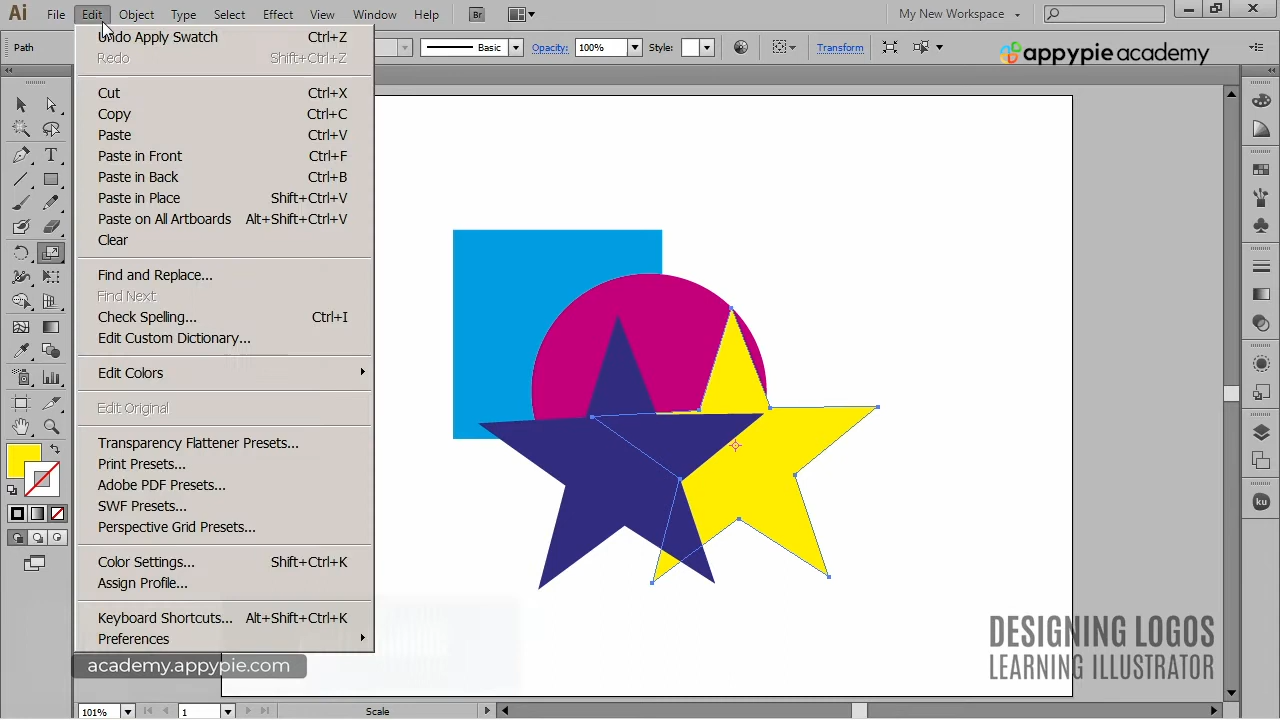 Ai File Edit Object Type Select Effect View Window Help Br My New Workspace
Path Basic Opacity: 100% Style: Transform
appypie academy
Undo Apply Swatch Ctrl+Z
Redo Shift+Ctrl+Z
Cut Ctrl+X
Copy Ctrl+C
Paste Ctrl+V
Paste in Front Ctrl+F
Paste in Back Ctrl+B
Paste in Place Shift+Ctrl+V
Paste on All Artboards Alt+Shift+Ctrl+V
Clear
Find and Replace...
Find Next
Check Spelling... Ctrl+I
Edit Custom Dictionary...
Edit Colors
Edit Original
Transparency Flattener Presets...
Print Presets...
Adobe PDF Presets...
SWF Presets...
Perspective Grid Presets...
Color Settings... Shift+Ctrl+K
Assign Profile...
Keyboard Shortcuts... Alt+Shift+Ctrl+K
Preferences
ku
DESIGNING LOGOS
LEARNING ILLUSTRATOR
academy.appypie.com
101% 1 Scale